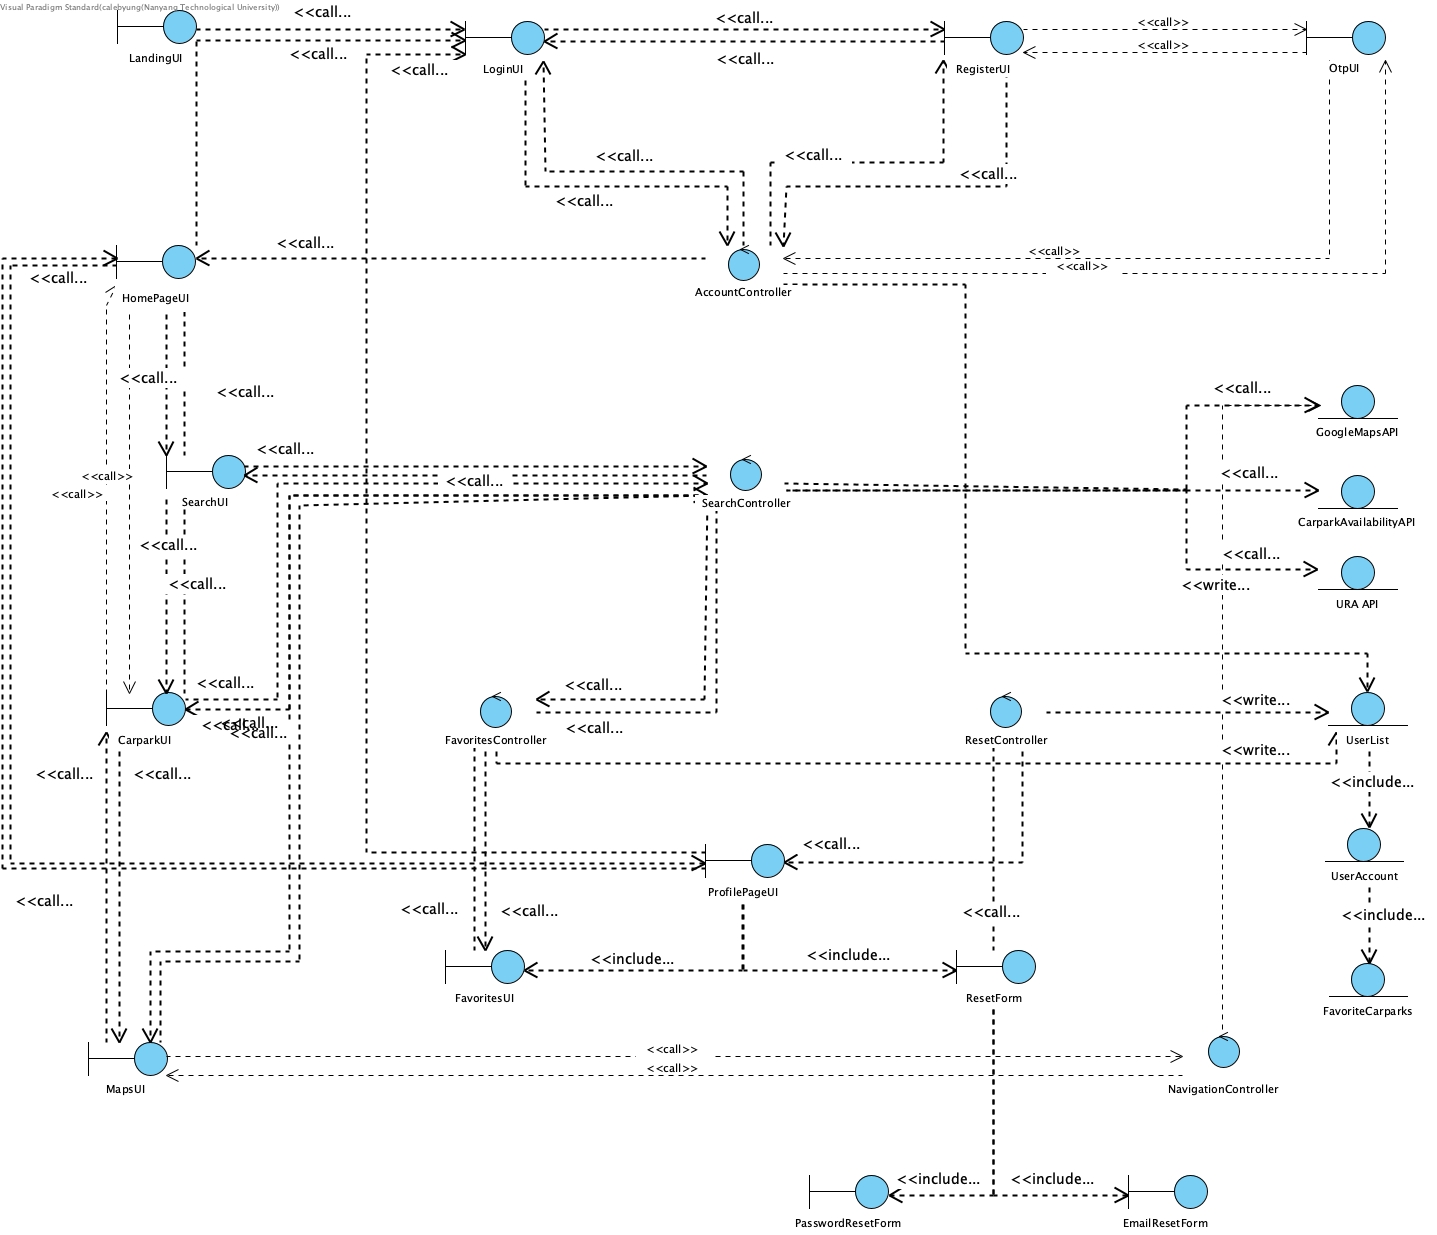 Visual Paradigm Standard(calebyung(Nanyang Technological University))
<<call...
<<call...
<<call>>
LandingUI
<<call...
<<call...
LoginUI
<<call...
RegisterUI
<<call>>
OtpUI
<<call...
<<call...
<<call...
<<call...
<<call...
<<call>>
<<call...
HomePageUI
AccountController
<<call>>
<<call...
<<call...
<<call...
GoogleMapsAPI
<<call...
<<call>>
<<call>>
SearchUI
<<call...
SearchController
<<call...
CarparkAvailabilityAPI
<<call...
<<call...
<<call...
<<write...
URA API
<<call...
<<call...
<<write...
CarparkUI
<<call...
<<call...
<<call...
FavoritesController
ResetController
UserList
<<write...
<<call...
<<call...
<<include...
<<call...
UserAccount
ProfilePageUI
<<call...
<<call...
<<call...
<<call...
<<include...
<<include...
<<include...
FavoritesUI
ResetForm
FavoriteCarparks
<<call>>
<<call>>
MapsUI
NavigationController
<<include...
<<include...
PasswordResetForm
EmailResetForm